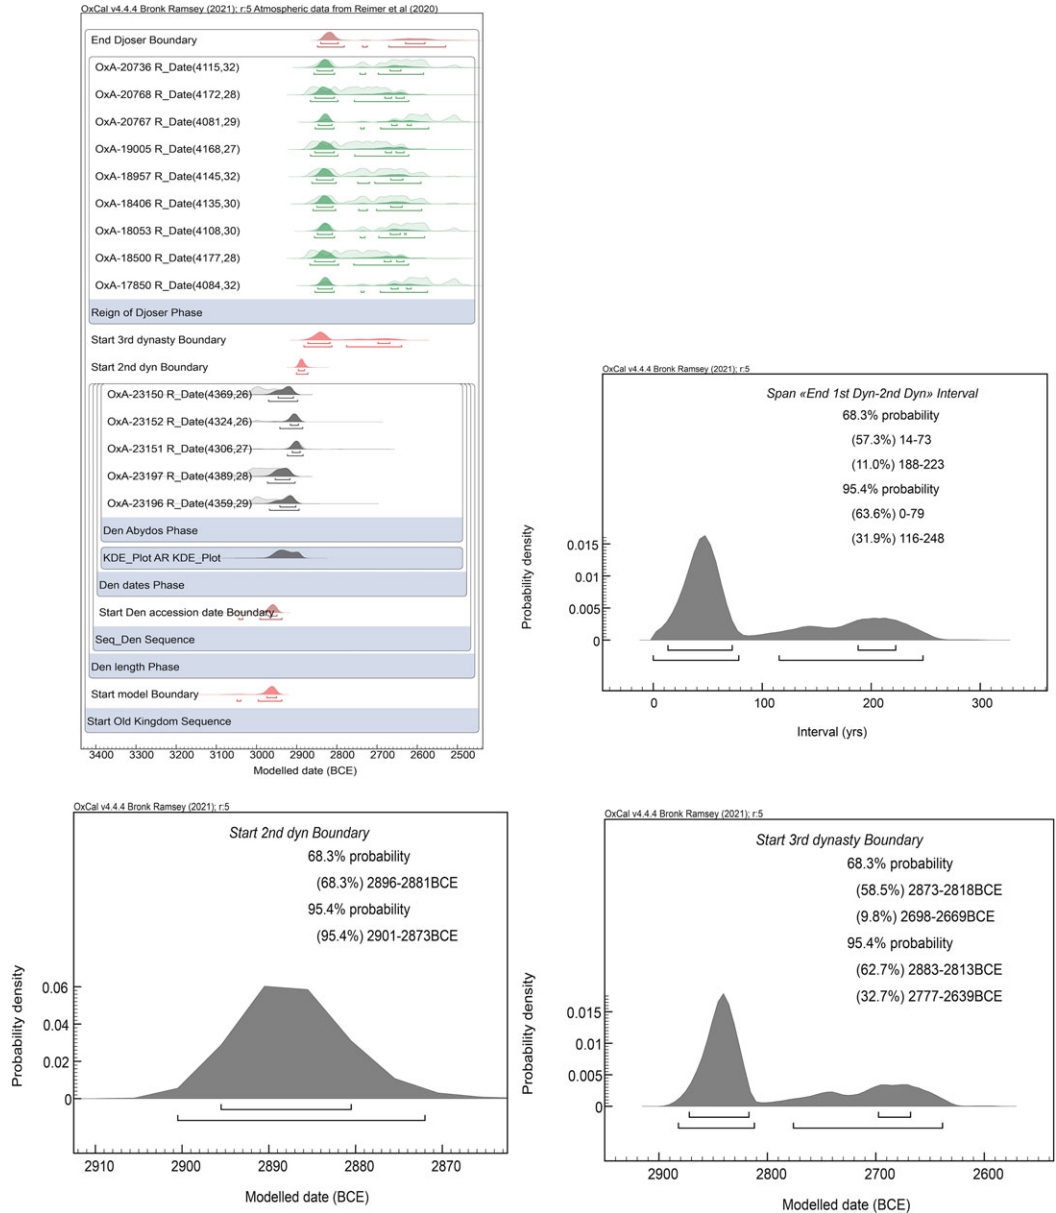 OxCal v4.4.4 Bronk Ramsey (2021); r:5 Atmospheric data from Reimer et al (2020)
End Djoser Boundary
OxA-20736 R_Date(4115,32)
OxA-20768 R_Date(4172,28)
OxA-20767 R_Date(4081,29)
OxA-19005 R_Date(4168,27)
OxA-18957 R_Date(4145,32)
OxA-18406 R_Date(4135,30)
OxA-18053 R_Date(4108,30)
OxA-18500 R_Date(4177,28)
OxA-17850 R_Date(4084,32)
Reign of Djoser Phase
Start 3rd dynasty Boundary
Start 2nd dyn Boundary
OxA-23150 R_Date(4369,26)
OxA-23152 R_Date(4324,26)
OxA-23151 R_Date(4306,27)
OxA-23197 R_Date(4389,28)
OxA-23196 R_Date(4359,29)
Den Abydos Phase
KDE_Plot AR KDE_Plot
Den dates Phase
Start Den accession date Boundary
Seq_Den Sequence
Den length Phase
Start model Boundary
Start Old Kingdom Sequence
3400 3300 3200 3100 3000 2900 2800 2700 2600 2500
Modelled date (BCE)
OxCal v4.4.4 Bronk Ramsey (2021); r:5
Span «End 1st Dyn-2nd Dyn» Interval
68.3% probability
(57.3%) 14-73
(11.0%) 188-223
95.4% probability
(63.6%) 0-79
(31.9%) 116-248
Probability density
0.015
0.01
0.005
0
0 100 200 300
Interval (yrs)
OxCal v4.4.4 Bronk Ramsey (2021); r:5
Start 2nd dyn Boundary
68.3% probability
(68.3%) 2896-2881BCE
95.4% probability
(95.4%) 2901-2873BCE
Probability density
0.06
0.04
0.02
0
2910 2900 2890 2880 2870
Modelled date (BCE)
OxCal v4.4.4 Bronk Ramsey (2021); r:5
Start 3rd dynasty Boundary
68.3% probability
(58.5%) 2873-2818BCE
(9.8%) 2698-2669BCE
95.4% probability
(62.7%) 2883-2813BCE
(32.7%) 2777-2639BCE
Probability density
0.015
0.01
0.005
0
2900 2800 2700 2600
Modelled date (BCE)